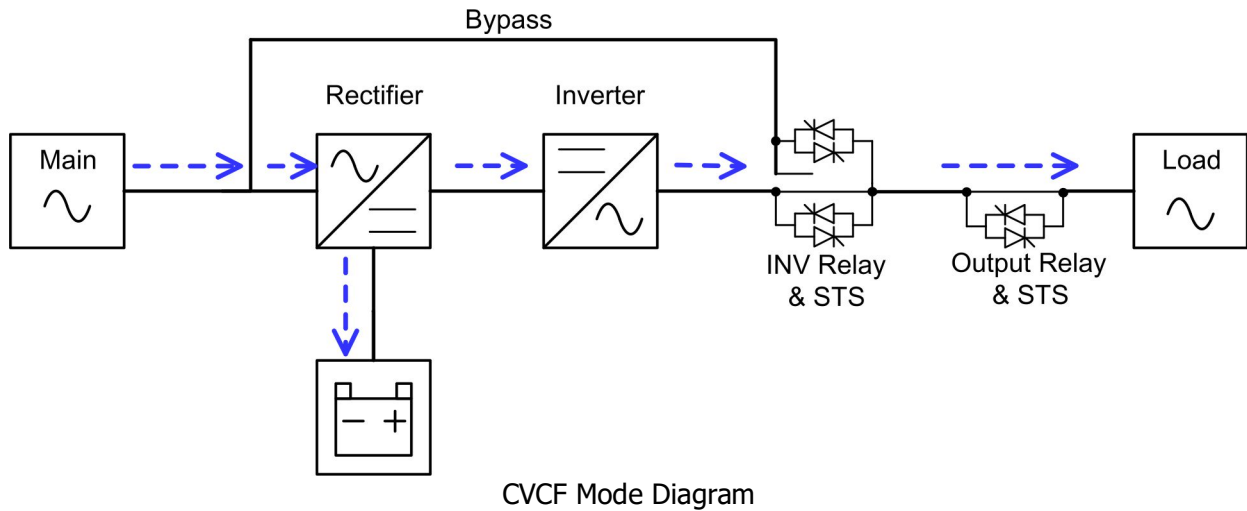 Bypass
Rectifier
Inverter
Main
Load
INV Relay
& STS
Output Relay
& STS
CVCF Mode Diagram